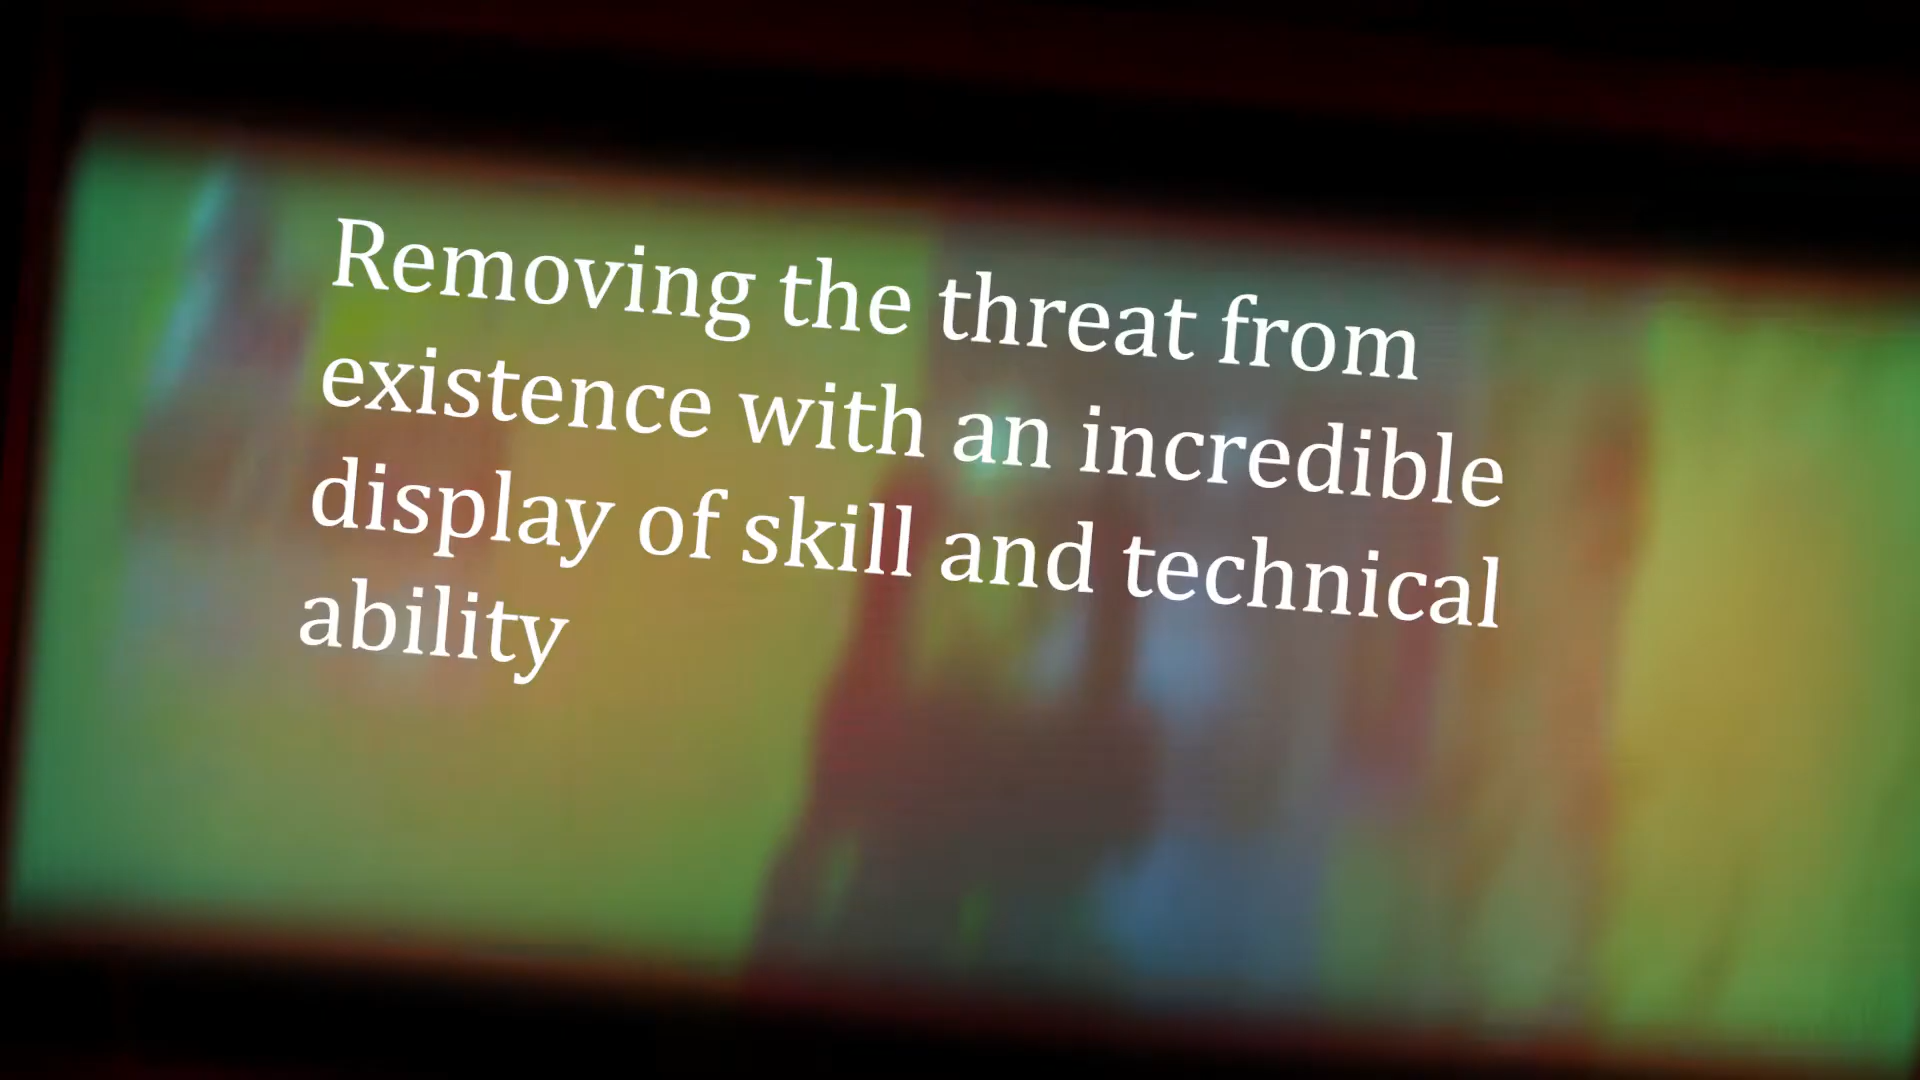 Removing the threat from
existence with an incredible
display of skill and technical
ability